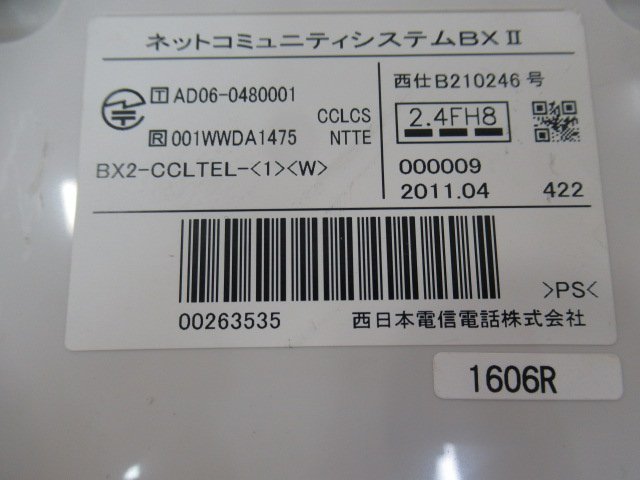 ネットコミュニティシステムBXⅡ
T AD06-0480001
CCLCS
R 001WWDA1475
NTTE
BX2-CCLTEL-<1><W>
西仕B210246号
2.4FH8
000009
2011.04 422
00263535
>PS<
西日本電信電話株式会社
1606R